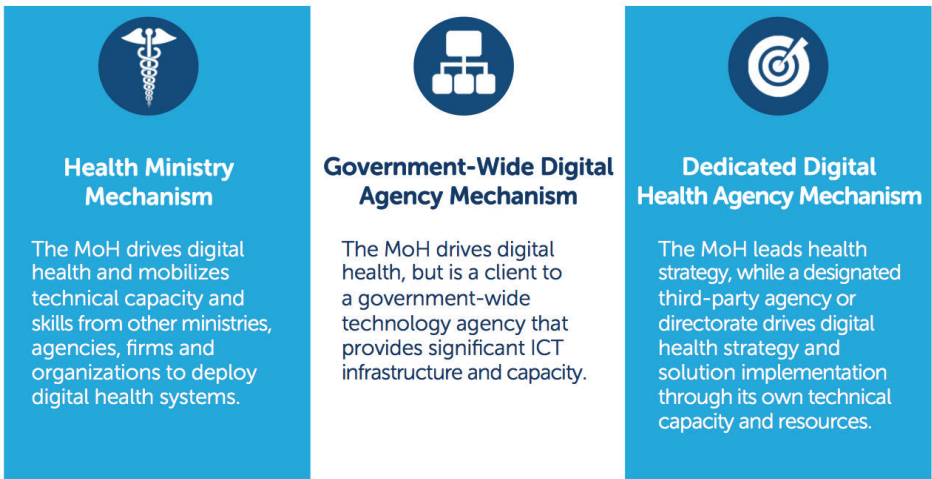 Health Ministry
Mechanism
The MoH drives digital
health and mobilizes
technical capacity and
skills from other ministries,
agencies, firms and
organizations to deploy
digital health systems.
Government-Wide Digital
Agency Mechanism
The MoH drives digital
health, but is a client to
a government-wide
technology agency that
provides significant ICT
infrastructure and capacity.
Dedicated Digital
Health Agency Mechanism
The MoH leads health
strategy, while a designated
third-party agency or
directorate drives digital
health strategy and
solution implementation
through its own technical
capacity and resources.